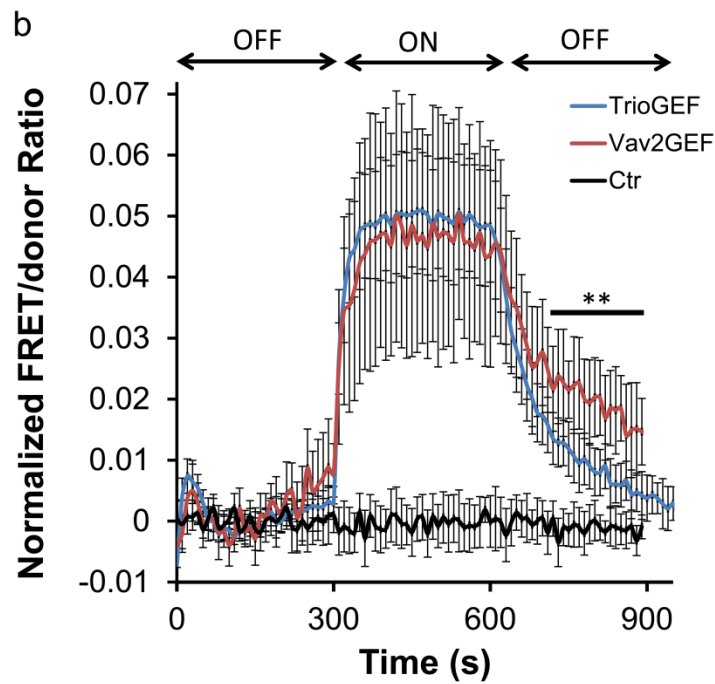 b
OFF ON OFF
Normalized FRET/donor Ratio
0.07
0.06
0.05
0.04
0.03
0.02
0.01
0
-0.01
TrioGEF
Vav2GEF
Ctr
**
0 300 600 900
Time (s)